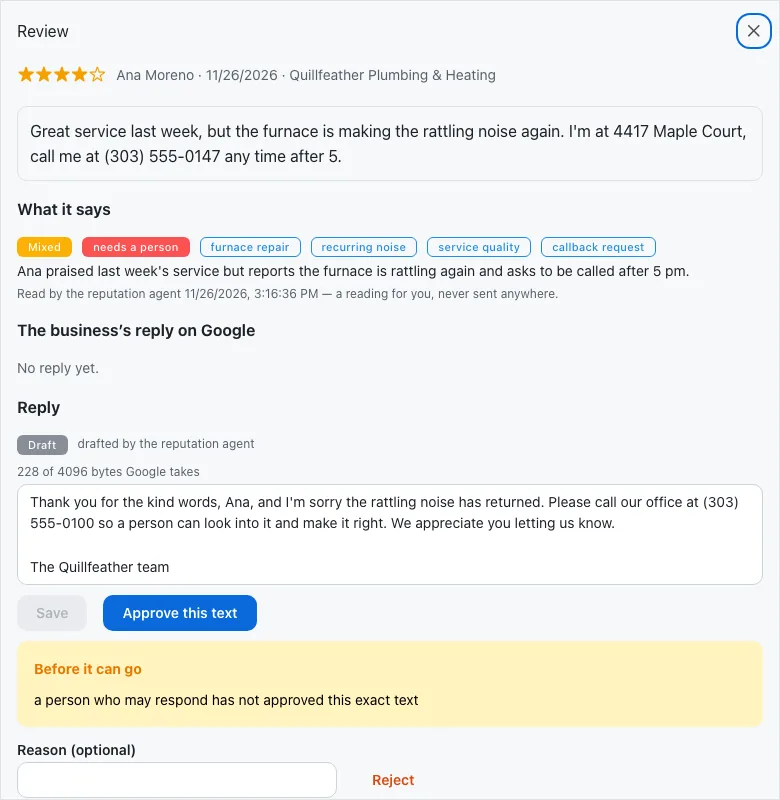 Review
Ana Moreno · 11/26/2026 · Quillfeather Plumbing & Heating
Great service last week, but the furnace is making the rattling noise again. I'm at 4417 Maple Court,
call me at (303) 555-0147 any time after 5.
What it says
Mixed needs a person furnace repair recurring noise service quality callback request
Ana praised last week's service but reports the furnace is rattling again and asks to be called after 5 pm.
Read by the reputation agent 11/26/2026, 3:16:36 PM — a reading for you, never sent anywhere.
The business’s reply on Google
No reply yet.
Reply
Draft drafted by the reputation agent
228 of 4096 bytes Google takes
Thank you for the kind words, Ana, and I'm sorry the rattling noise has returned. Please call our office at (303)
555-0100 so a person can look into it and make it right. We appreciate you letting us know.
The Quillfeather team
Save Approve this text
Before it can go
a person who may respond has not approved this exact text
Reason (optional)
Reject